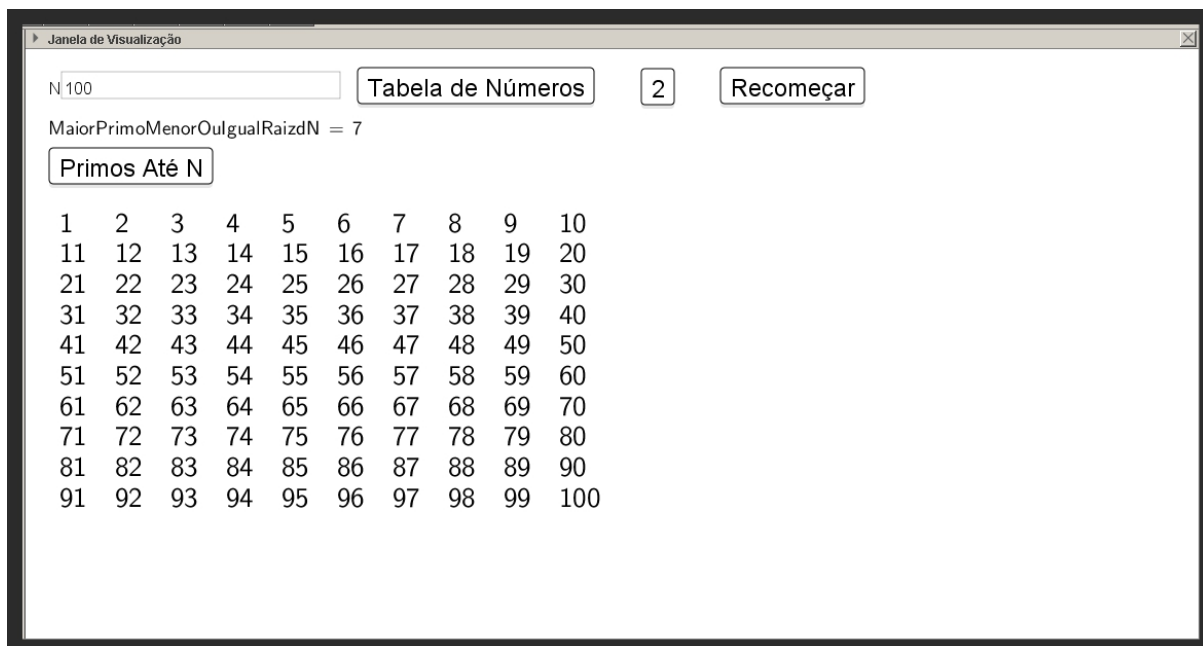 Janela de Visualização
N 100 Tabela de Números 2 Recomeçar
MaiorPrimoMenorOuIgualRaizdN = 7
Primos Até N
1 2 3 4 5 6 7 8 9 10
11 12 13 14 15 16 17 18 19 20
21 22 23 24 25 26 27 28 29 30
31 32 33 34 35 36 37 38 39 40
41 42 43 44 45 46 47 48 49 50
51 52 53 54 55 56 57 58 59 60
61 62 63 64 65 66 67 68 69 70
71 72 73 74 75 76 77 78 79 80
81 82 83 84 85 86 87 88 89 90
91 92 93 94 95 96 97 98 99 100